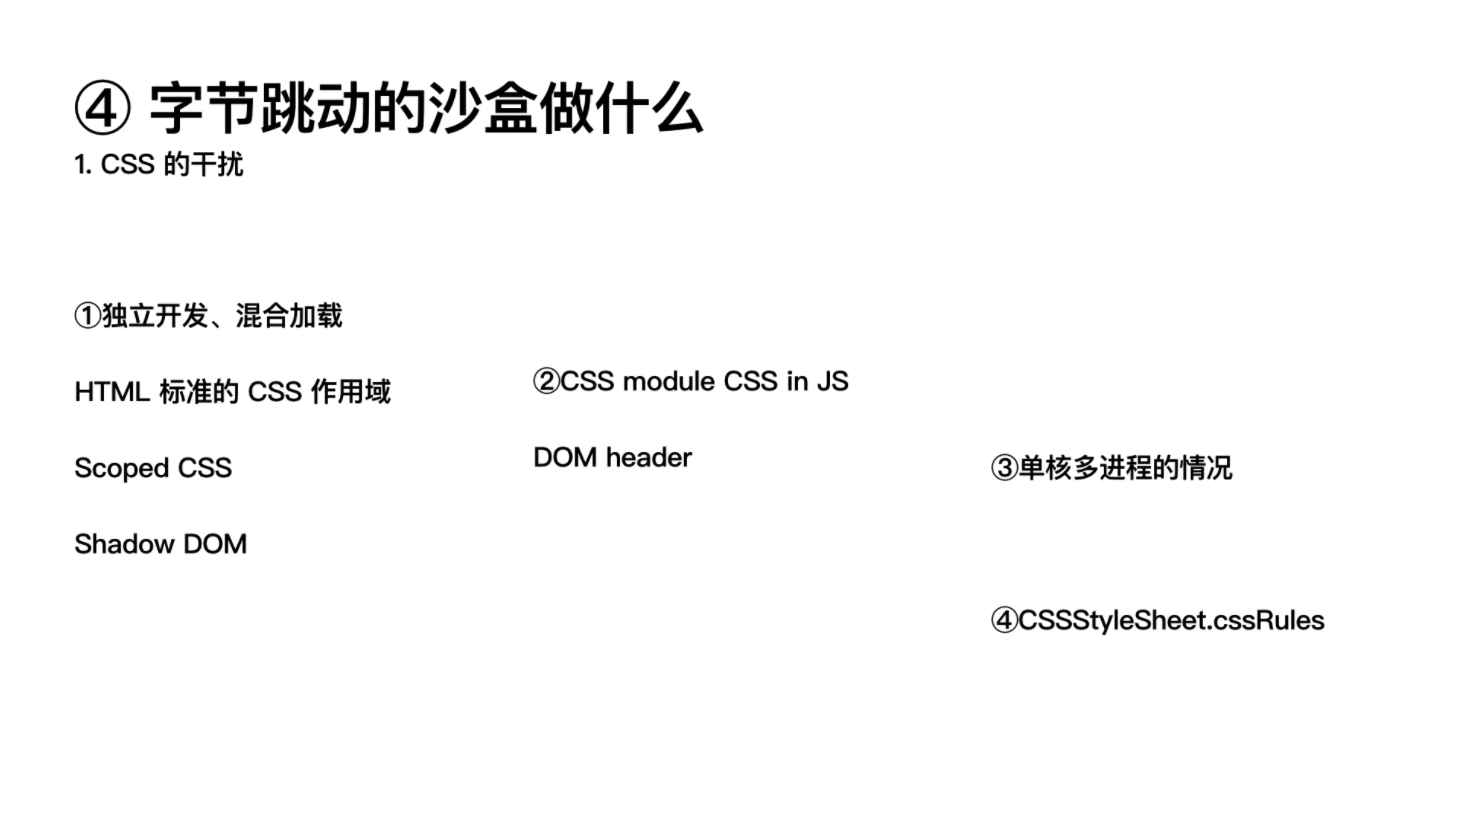 ④ 字节跳动的沙盒做什么
1. CSS 的干扰
①独立开发、混合加载
HTML 标准的 CSS 作用域
Scoped CSS
Shadow DOM
②CSS module CSS in JS
DOM header
③单核多进程的情况
④CSSStyleSheet.cssRules